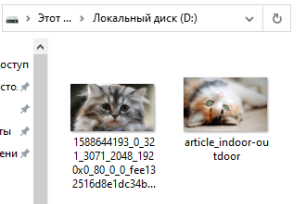 Этот ... > Локальный диск (D:)
оступ
сто.
ты
ени
1588644193_0_32
1_3071_2048_192
0x0_80_0_0_fee13
2516d8e1dc34b...
article_indoor-ou
tdoor